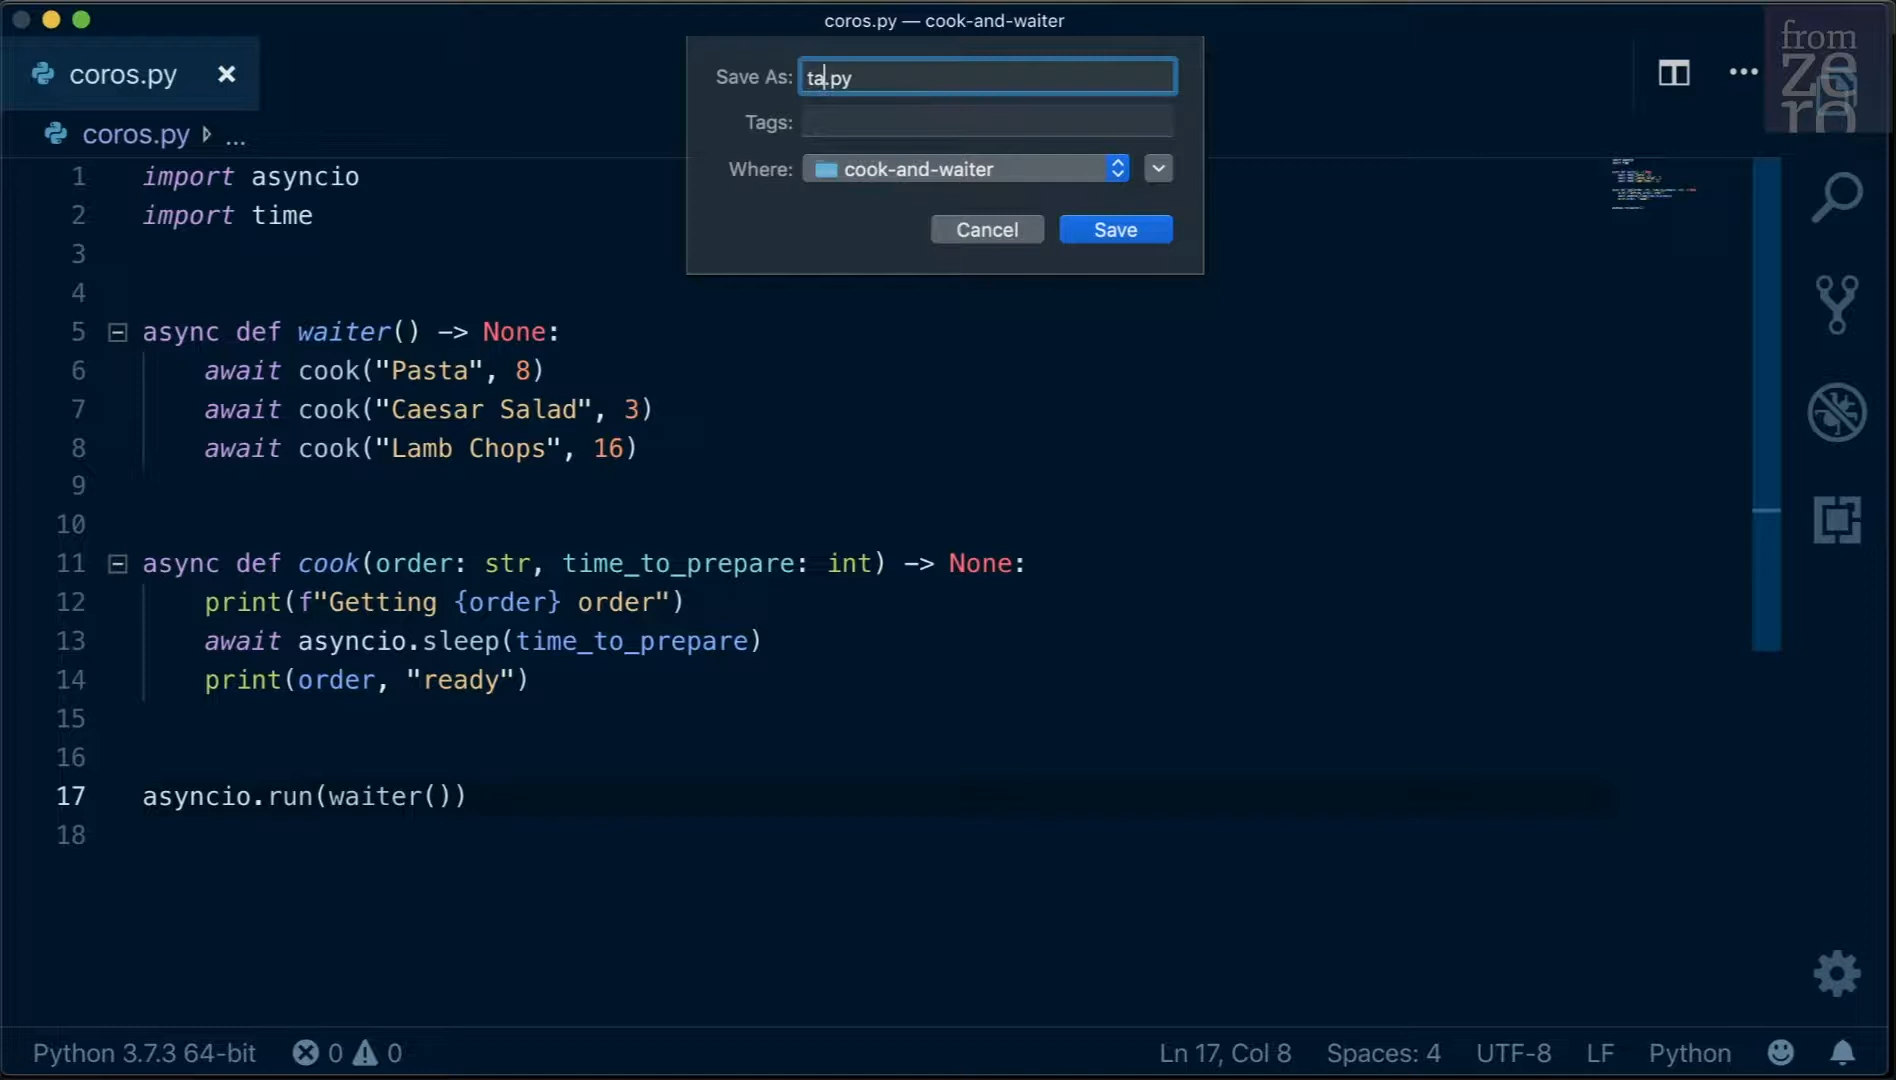 coros.py — cook-and-waiter
coros.py
Save As: ta.py
Tags:
Where: cook-and-waiter
Cancel Save
from
ze
ro
coros.py ...
1 import asyncio
2 import time
3
4
5 async def waiter() -> None:
6 await cook("Pasta", 8)
7 await cook("Caesar Salad", 3)
8 await cook("Lamb Chops", 16)
9
10
11 async def cook(order: str, time_to_prepare: int) -> None:
12 print(f"Getting {order} order")
13 await asyncio.sleep(time_to_prepare)
14 print(order, "ready")
15
16
17 asyncio.run(waiter())
18
Python 3.7.3 64-bit 0 0 Ln 17, Col 8 Spaces: 4 UTF-8 LF Python